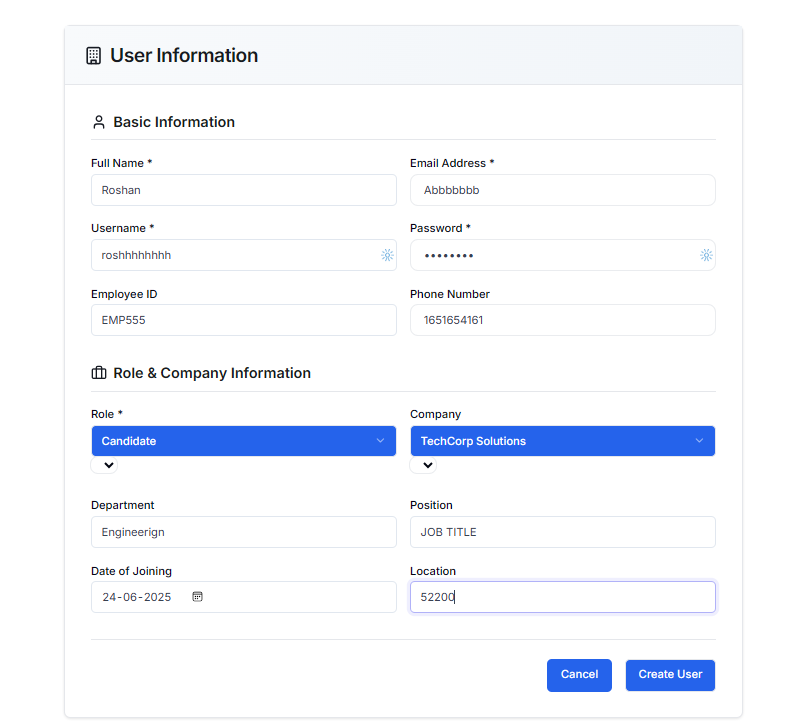 User Information
Basic Information
Full Name *
Email Address *
Roshan
Abbbbbbb
Username *
Password *
roshhhhhhhh
••••••••
Employee ID
Phone Number
EMP555
1651654161
Role & Company Information
Role *
Company
Candidate
TechCorp Solutions
Department
Position
Engineerign
JOB TITLE
Date of Joining
Location
24-06-2025
52200
Cancel
Create User